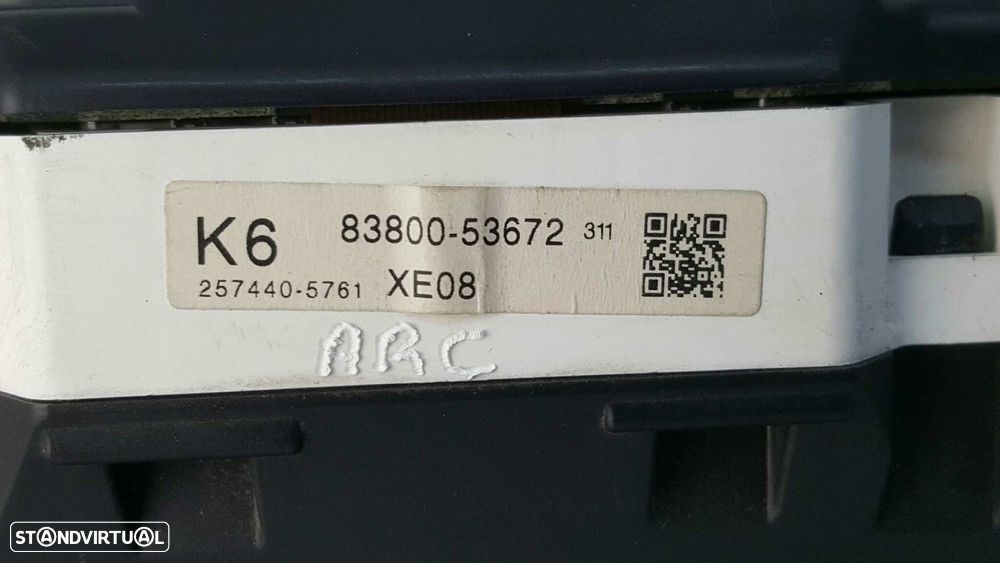 K6 83800-53672 311
257440-5761 XE08
ARC
STANDVIRTUAL